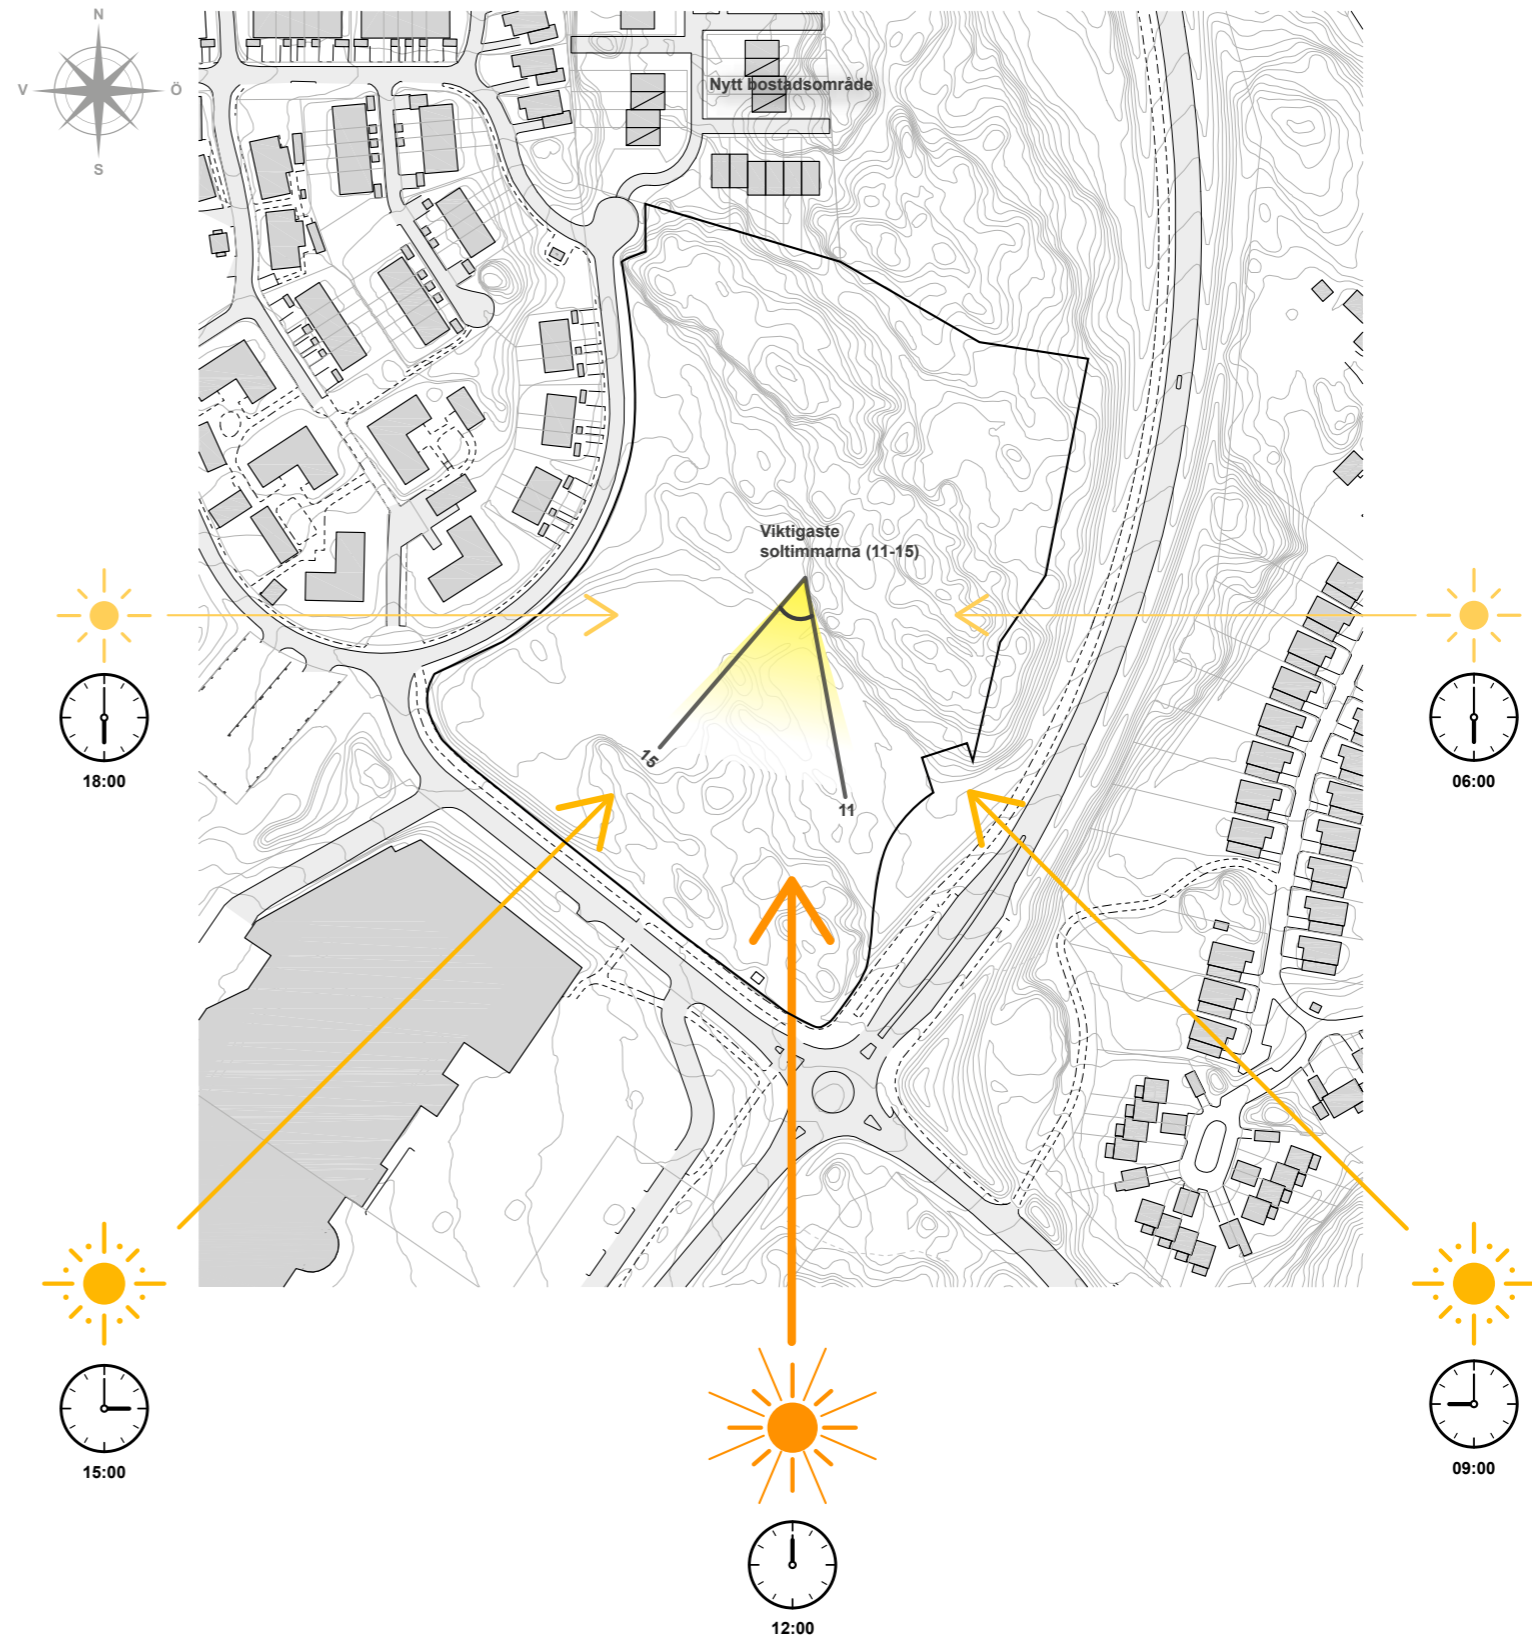 N
V
Ö
S
Nytt bostadsområde
Viktigaste
soltimmarna (11-15)
15
11
18:00
06:00
15:00
09:00
12:00